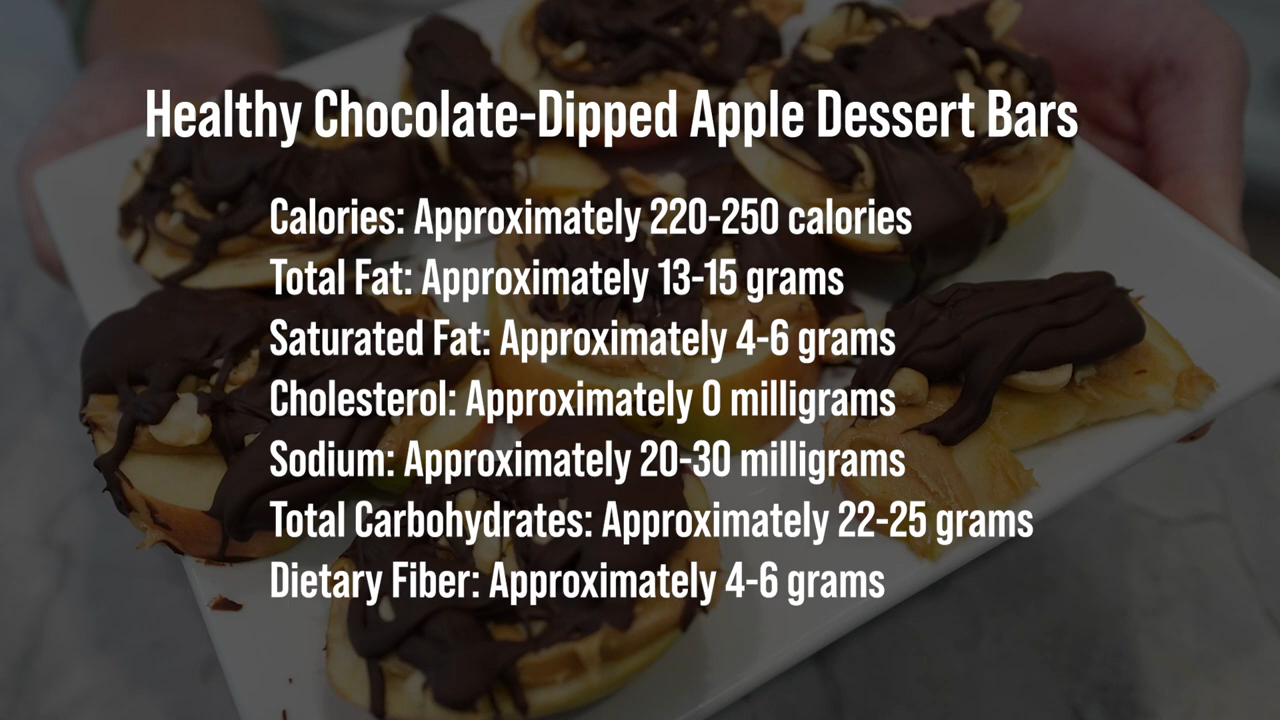 Healthy Chocolate-Dipped Apple Dessert Bars
Calories: Approximately 220-250 calories
Total Fat: Approximately 13-15 grams
Saturated Fat: Approximately 4-6 grams
Cholesterol: Approximately 0 milligrams
Sodium: Approximately 20-30 milligrams
Total Carbohydrates: Approximately 22-25 grams
Dietary Fiber: Approximately 4-6 grams